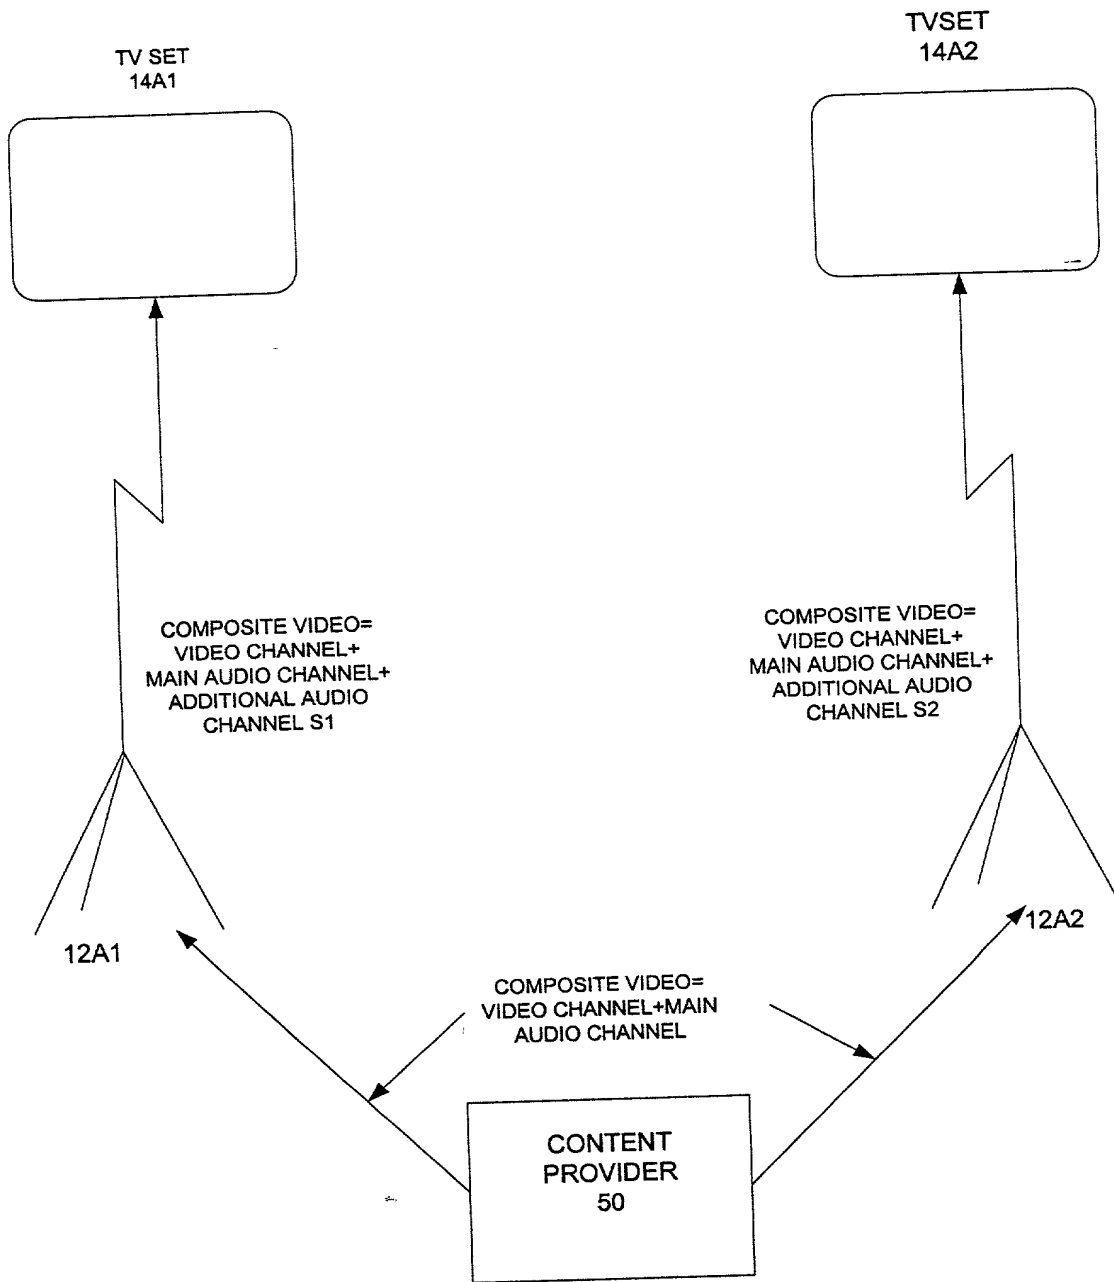 TV SET
14A1
TVSET
14A2
COMPOSITE VIDEO=
VIDEO CHANNEL+
MAIN AUDIO CHANNEL+
ADDITIONAL AUDIO
CHANNEL S1
COMPOSITE VIDEO=
VIDEO CHANNEL+
MAIN AUDIO CHANNEL+
ADDITIONAL AUDIO
CHANNEL S2
12A1
12A2
COMPOSITE VIDEO=
VIDEO CHANNEL+MAIN
AUDIO CHANNEL
CONTENT
PROVIDER
50